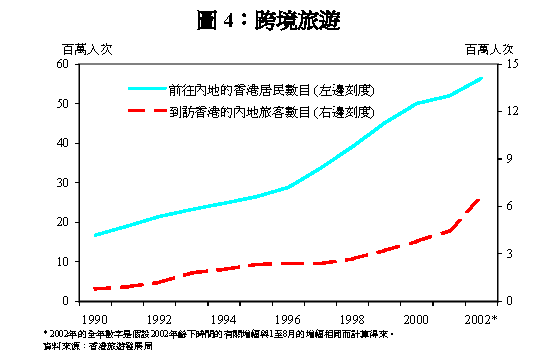 圖 4：跨境旅遊
百萬人次
百萬人次
60
50
40
30
20
10
0
15
12
9
6
3
0
前往內地的香港居民數目 (左邊刻度)
到訪香港的內地旅客數目 (右邊刻度)
1990 1992 1994 1996 1998 2000 2002*
* 2002年的全年數字是假設2002年餘下時間的有關增幅與1至8月的增幅相同而計算得來。
資料來源：香港旅遊發展局